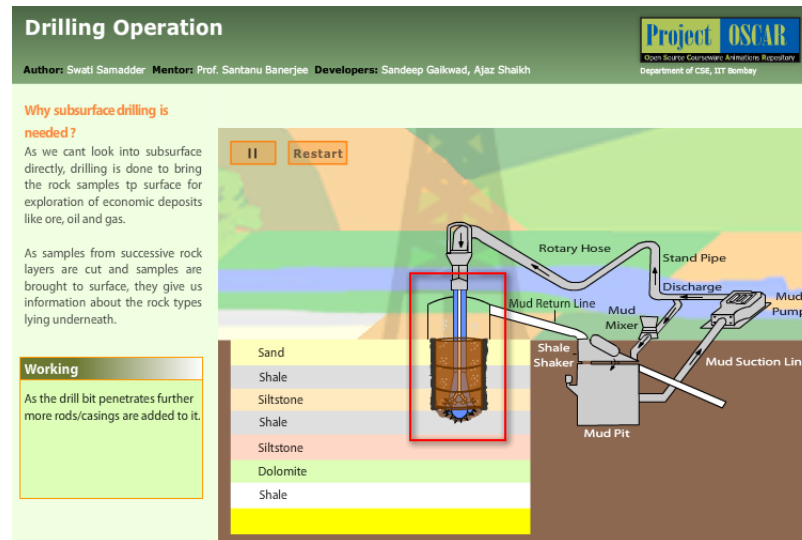 Drilling Operation
Project OSCAR
Open Source Courseware Animations Repository
Author: Swati Samadder Mentor: Prof. Santanu Banerjee Developers: Sandeep Gaikwad, Ajaz Shaikh
Department of CSE, IIT Bombay
Why subsurface drilling is
needed ?
As we cant look into subsurface
directly, drilling is done to bring
the rock samples tp surface for
exploration of economic deposits
like ore, oil and gas.
As samples from successive rock
layers are cut and samples are
brought to surface, they give us
information about the rock types
lying underneath.
Working
As the drill bit penetrates further
more rods/casings are added to it.
Restart
Rotary Hose
Stand Pipe
Discharge
Mud Return Line
Mud
Mixer
Mud
Pump
Shale
Shaker
Mud Suction Lin
Mud Pit
Sand
Shale
Siltstone
Shale
Siltstone
Dolomite
Shale